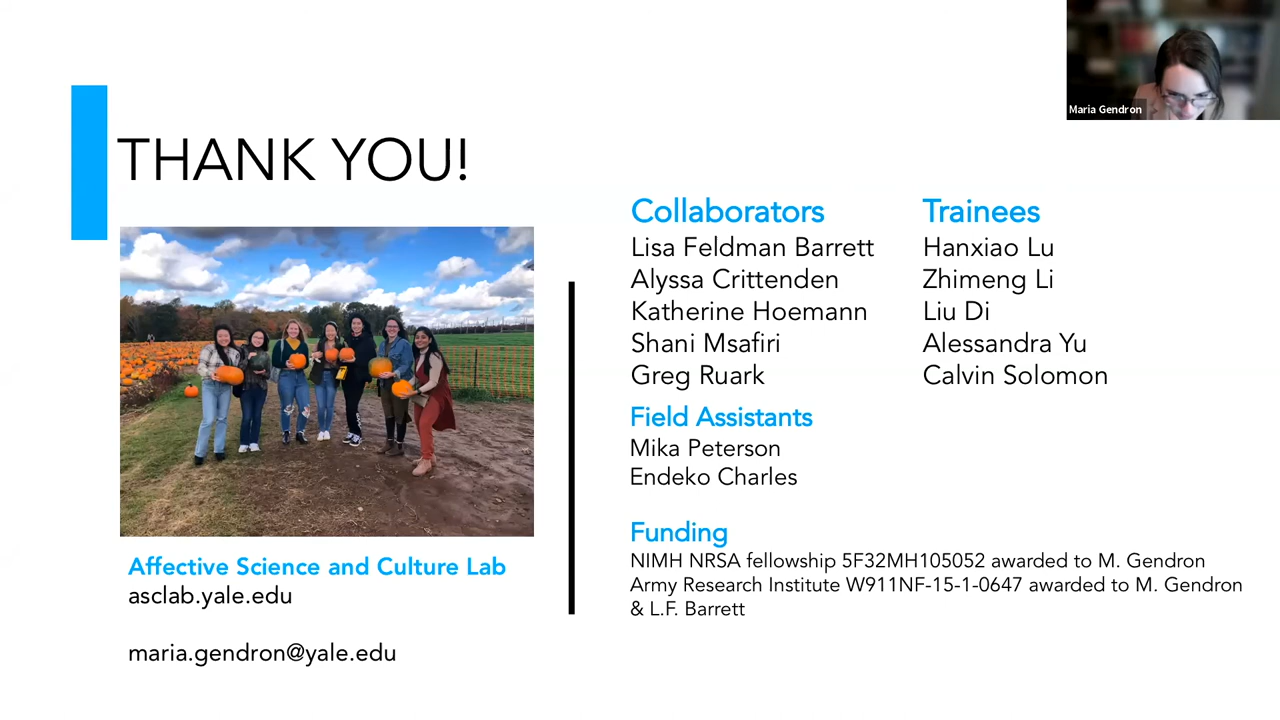 Maria Gendron
THANK YOU!
Affective Science and Culture Lab
asclab.yale.edu
maria.gendron@yale.edu
Collaborators
Lisa Feldman Barrett
Alyssa Crittenden
Katherine Hoemann
Shani Msafiri
Greg Ruark
Trainees
Hanxiao Lu
Zhimeng Li
Liu Di
Alessandra Yu
Calvin Solomon
Field Assistants
Mika Peterson
Endeko Charles
Funding
NIMH NRSA fellowship 5F32MH105052 awarded to M. Gendron
Army Research Institute W911NF-15-1-0647 awarded to M. Gendron
& L.F. Barrett